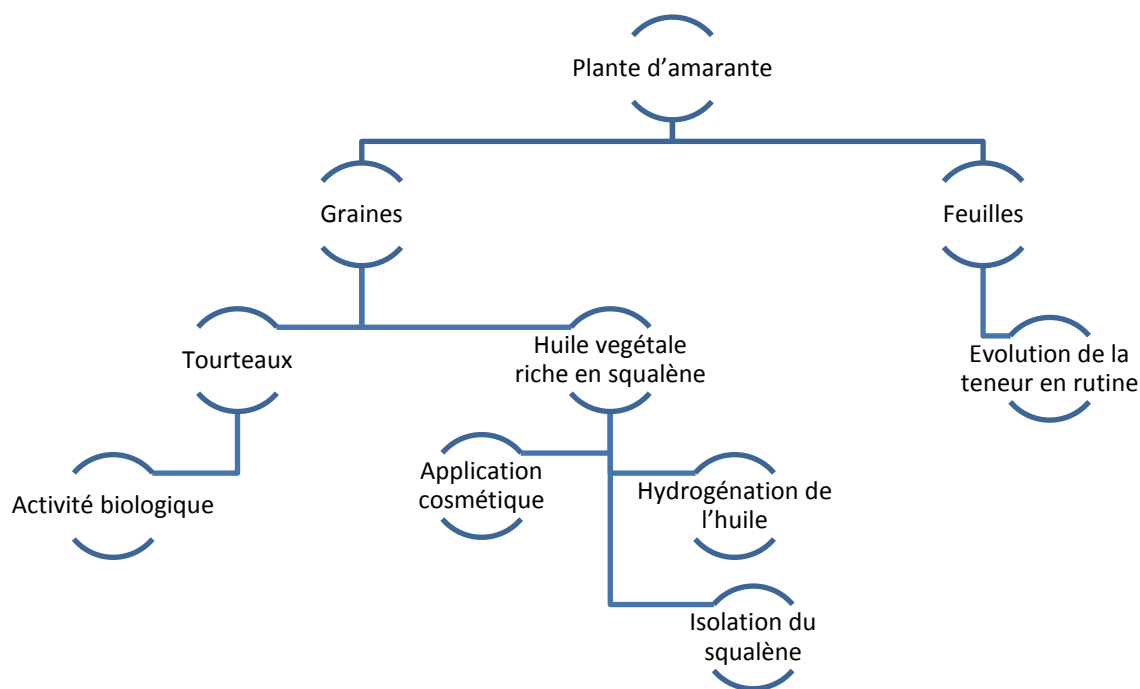 Plante d’amarante
Graines
Feuilles
Tourteaux
Huile vegétale
riche en squalène
Evolution de la
teneur en rutine
Activité biologique
Application
cosmétique
Hydrogénation de
l’huile
Isolation du
squalène